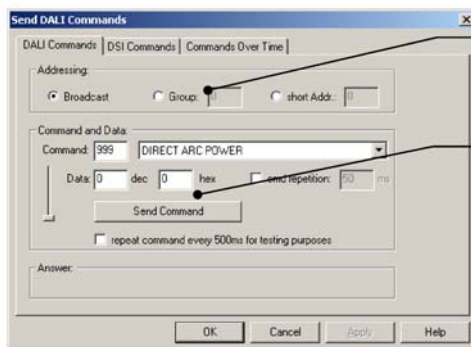 Send DALI Commands
DALI Commands DSI Commands Commands Over Time
Addressing:
Broadcast Group: 0 short Addr.: 0
Command and Data:
Command: 999 DIRECT ARC POWER
Data: 0 dec 0 hex cmd repetition: 50 ms
Send Command
repeat command every 500ms for testing purposes
Answer:
OK Cancel Apply Help